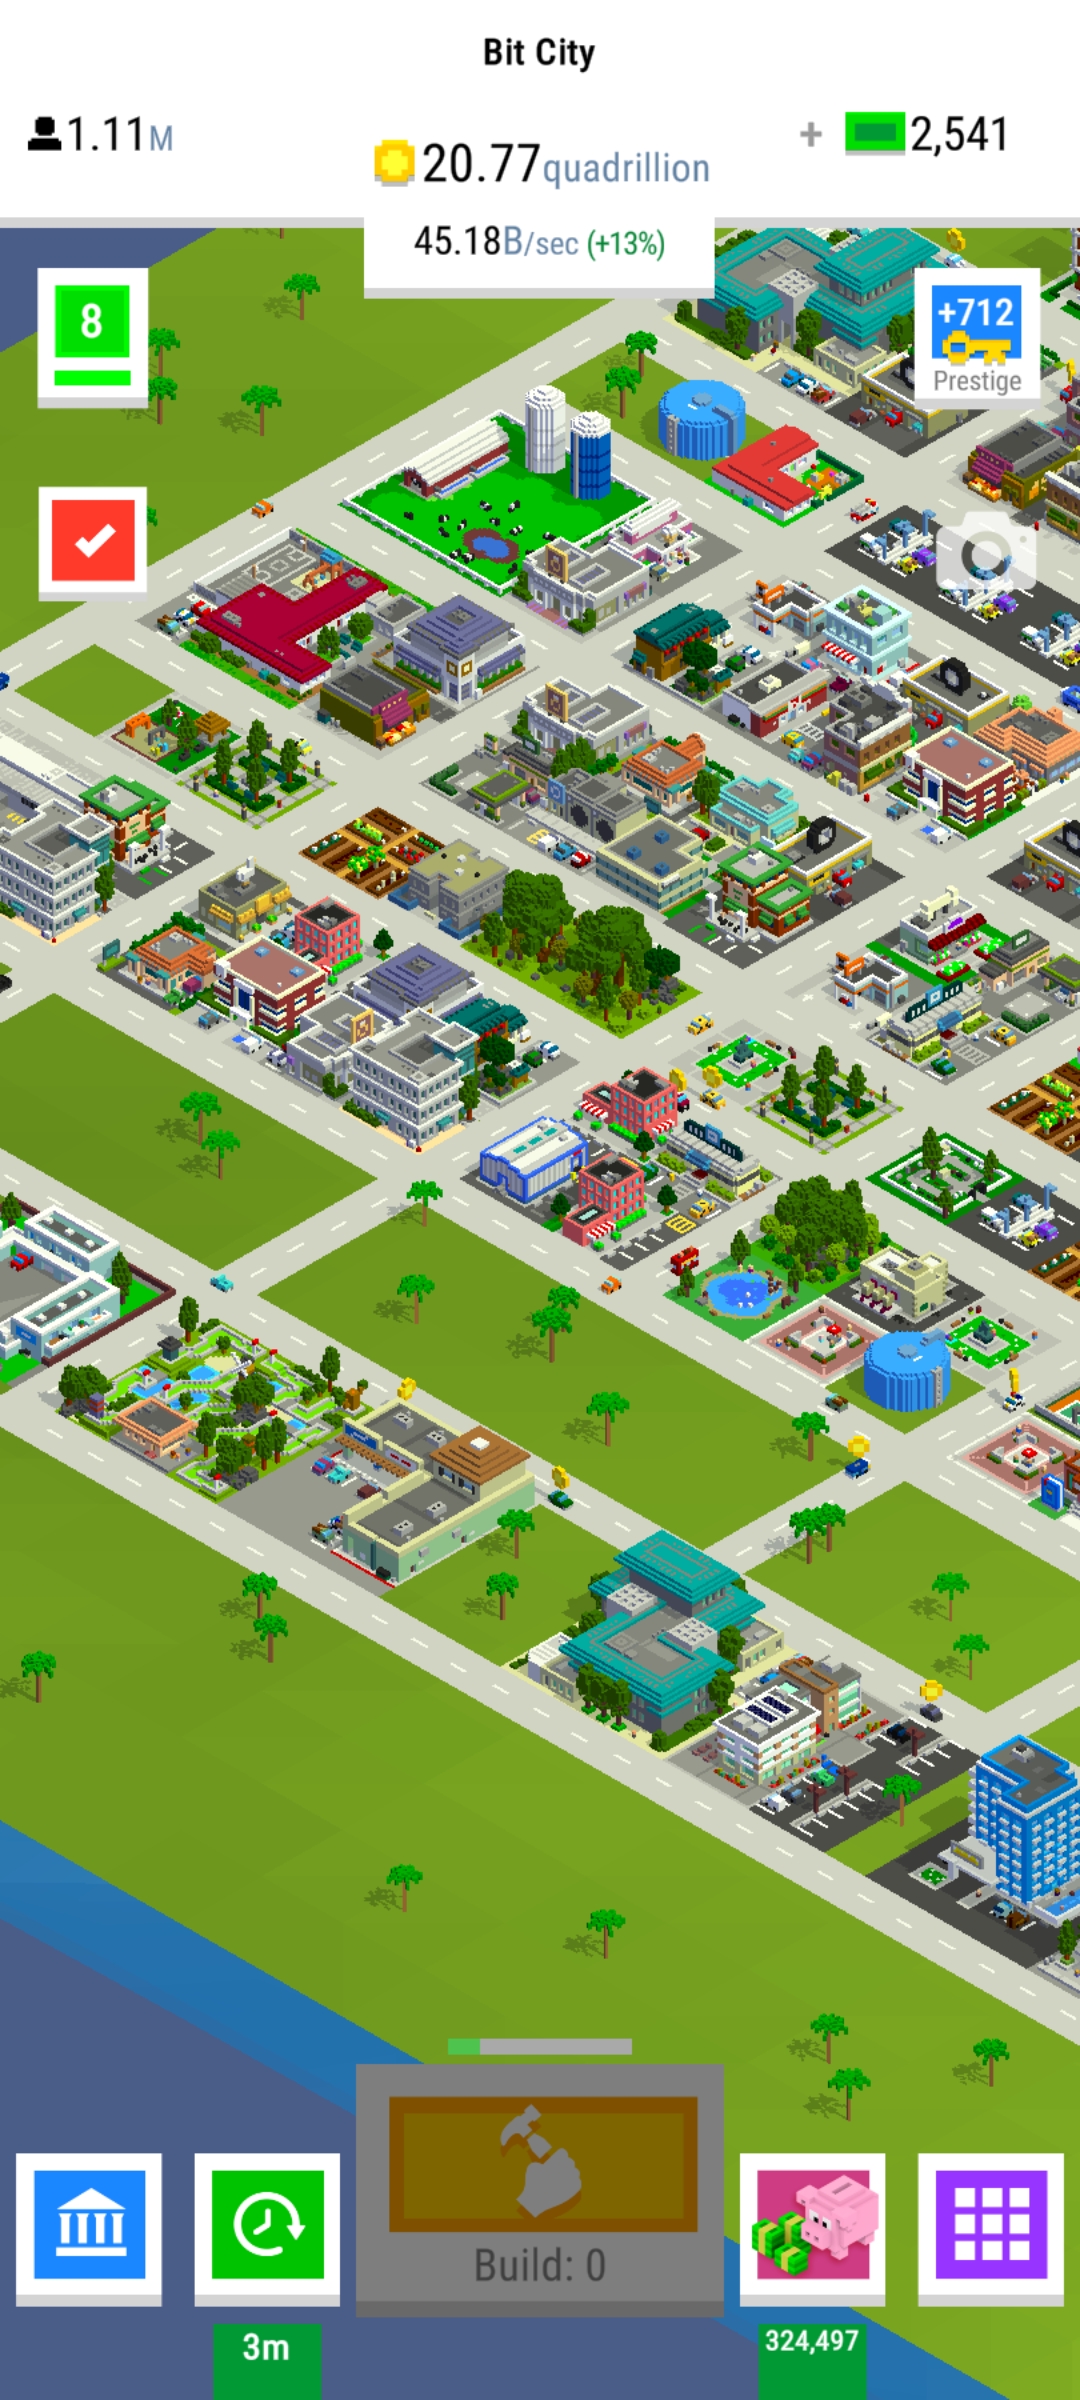 Bit City
1.11M
20.77quadrillion
+ 2,541
45.18B/sec (+13%)
8
+712
Prestige
Build: 0
3m
324,497